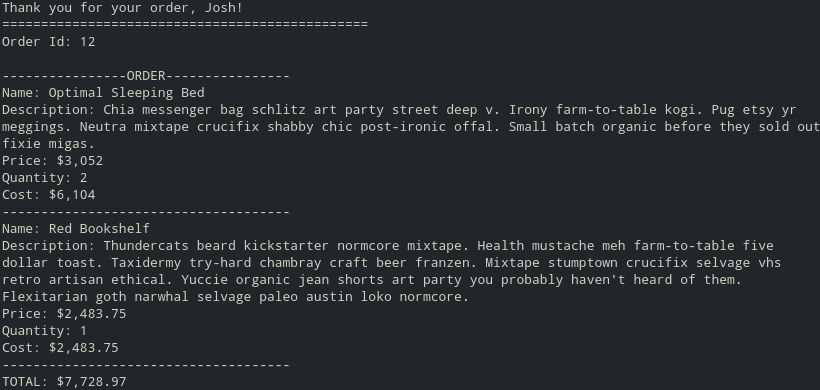 Thank you for your order, Josh!
===============================================
Order Id: 12
----------------ORDER----------------
Name: Optimal Sleeping Bed
Description: Chia messenger bag schlitz art party street deep v. Irony farm-to-table kogi. Pug etsy yr
meggings. Neutra mixtape crucifix shabby chic post-ironic offal. Small batch organic before they sold out
fixie migas.
Price: $3,052
Quantity: 2
Cost: $6,104
-------------------------------------
Name: Red Bookshelf
Description: Thundercats beard kickstarter normcore mixtape. Health mustache meh farm-to-table five
dollar toast. Taxidermy try-hard chambray craft beer franzen. Mixtape stumptown crucifix selvage vhs
retro artisan ethical. Yuccie organic jean shorts art party you probably haven't heard of them.
Flexitarian goth narwhal selvage paleo austin loko normcore.
Price: $2,483.75
Quantity: 1
Cost: $2,483.75
-------------------------------------
TOTAL: $7,728.97